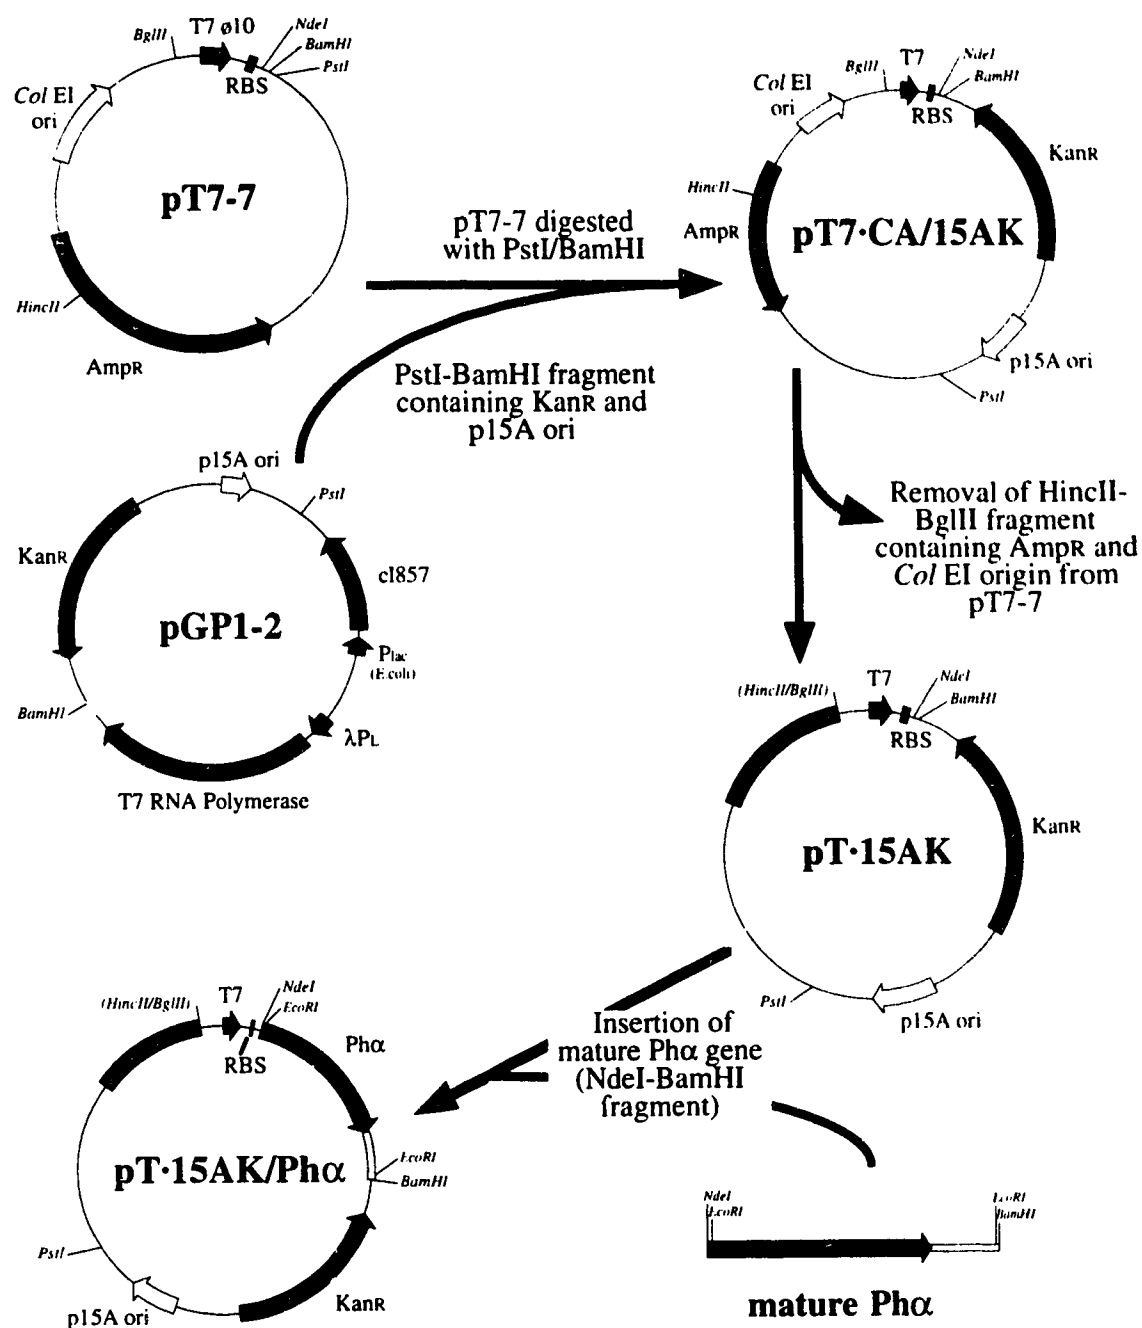 T7 ø10
NdeI
BamHI
PstI
BglII
RBS
Col EI
ori
pT7-7
HincII
AmpR
pT7-7 digested
with PstI/BamHI
PstI-BamHI fragment
containing KanR and
p15A ori
T7
NdeI
BamHI
BglII
RBS
Col EI
ori
KanR
HincII
AmpR
pT7·CA/15AK
p15A ori
PstI
p15A ori
PstI
KanR
cI857
pGP1-2
Plac
(E.coli)
BamHI
λPL
T7 RNA Polymerase
Removal of HincII-
BglII fragment
containing AmpR and
Col EI origin from
pT7-7
(HincII/BglII)
T7
NdeI
BamHI
RBS
KanR
pT·15AK
PstI
p15A ori
Insertion of
mature Phα gene
(NdeI-BamHI
fragment)
(HincII/BglII)
T7
NdeI
EcoRI
RBS
Phα
pT·15AK/Phα
EcoRI
BamHI
PstI
p15A ori
KanR
NdeI
EcoRI
EcoRI
BamHI
mature Phα